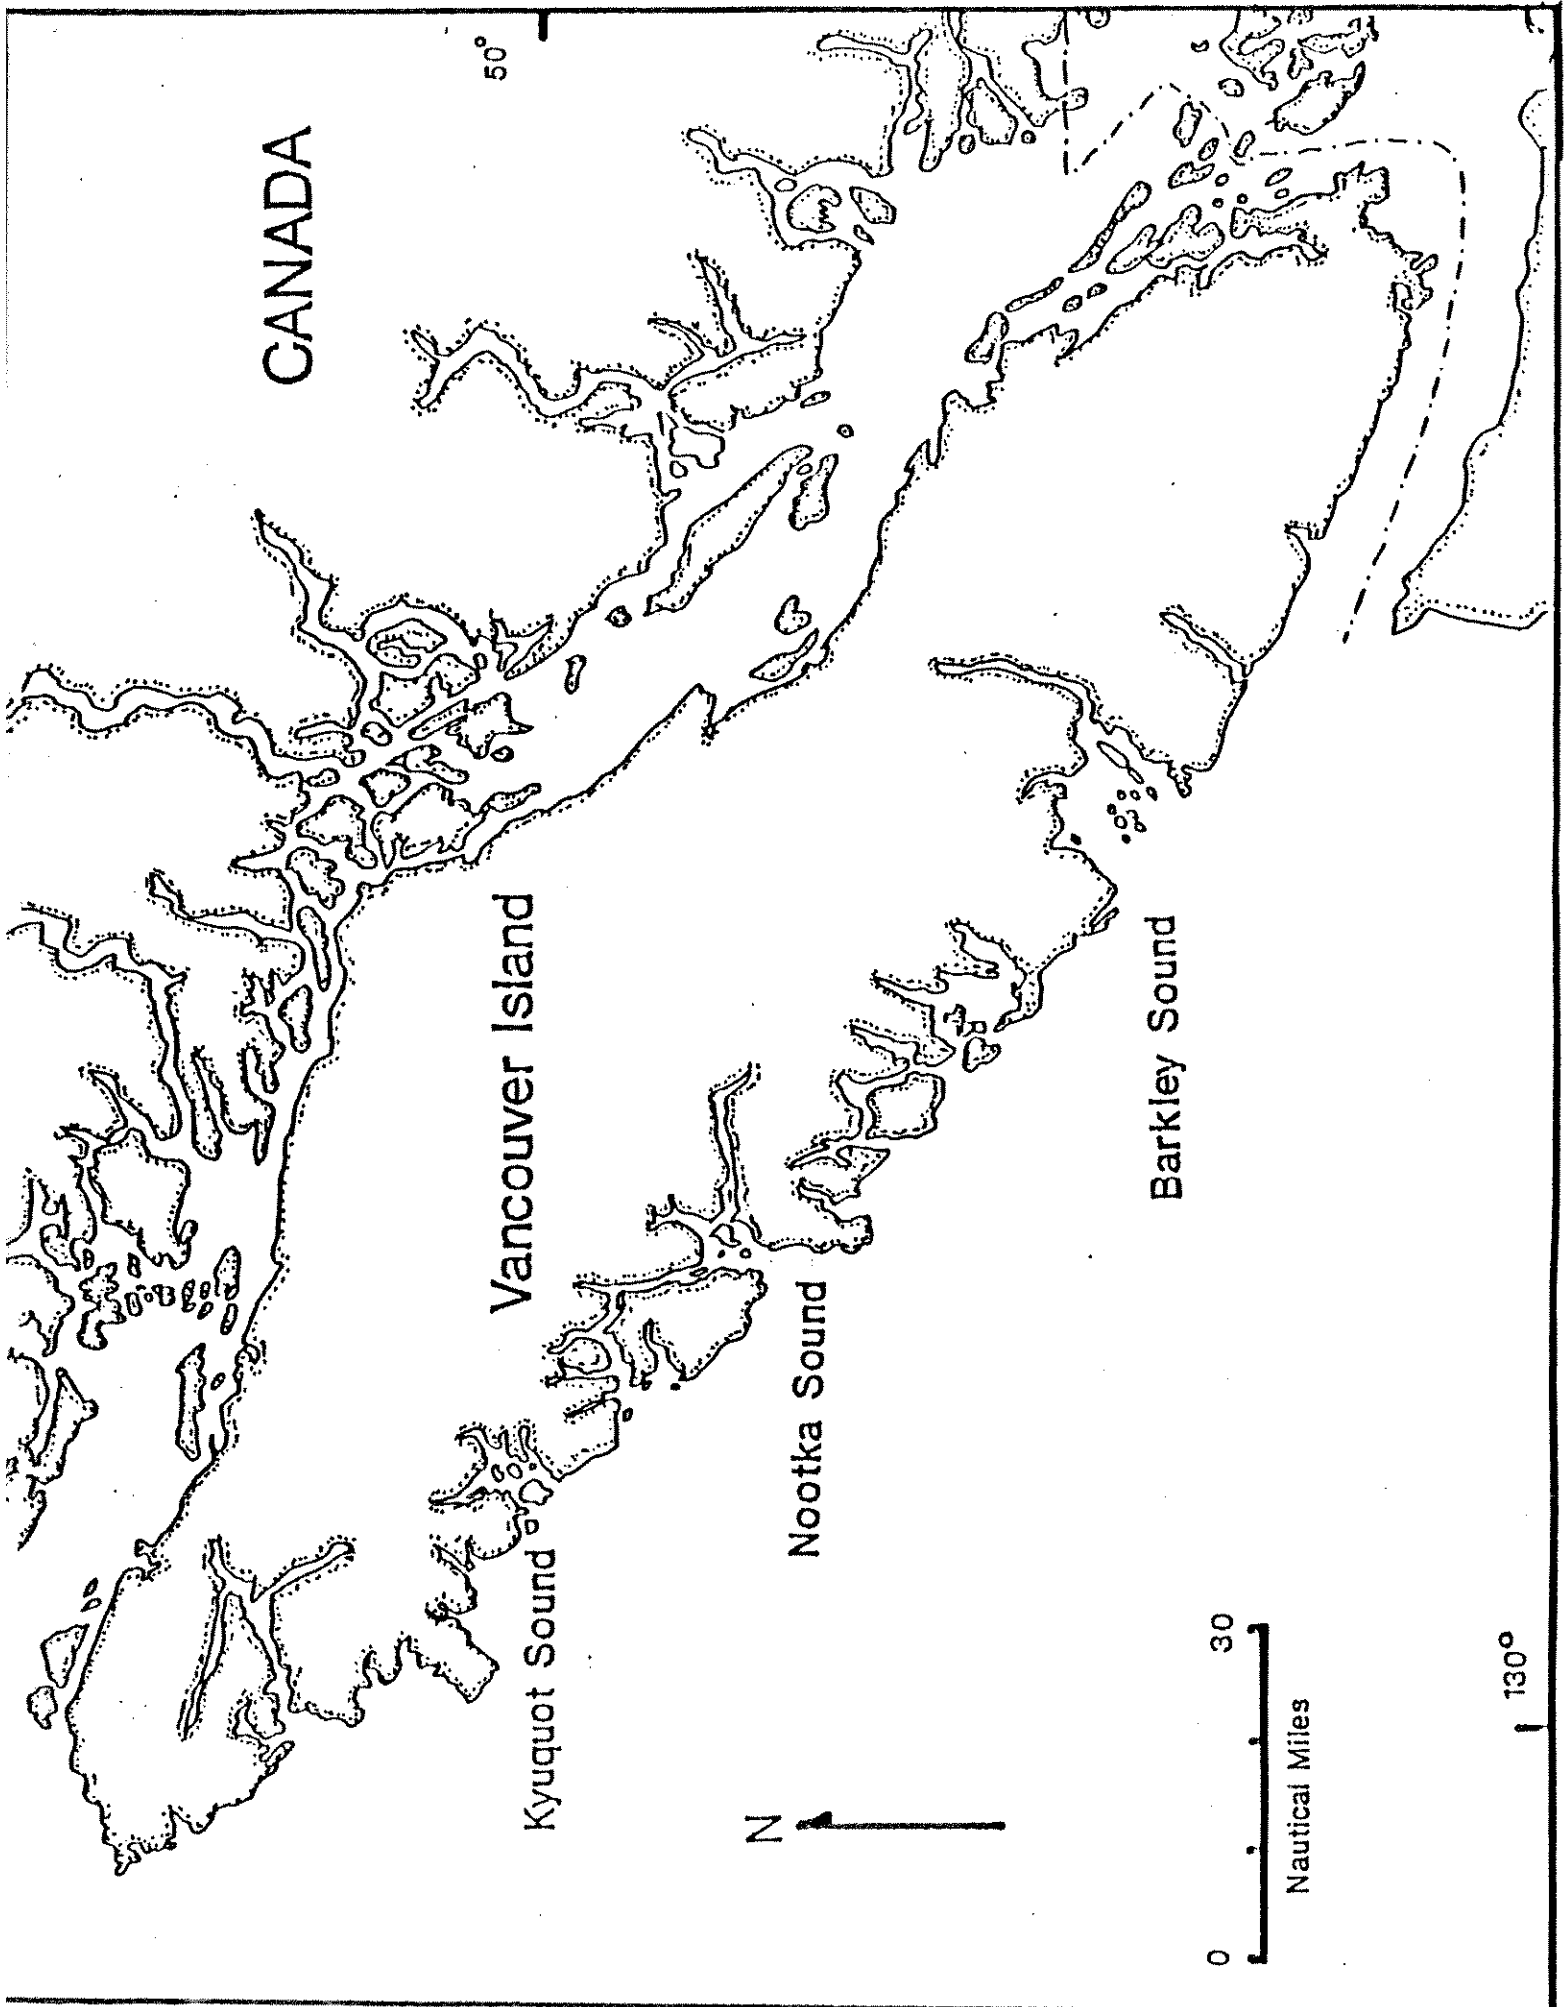 CANADA
50°
Vancouver Island
Kyuquot Sound
Nootka Sound
Barkley Sound
N
0 30
Nautical Miles
130°